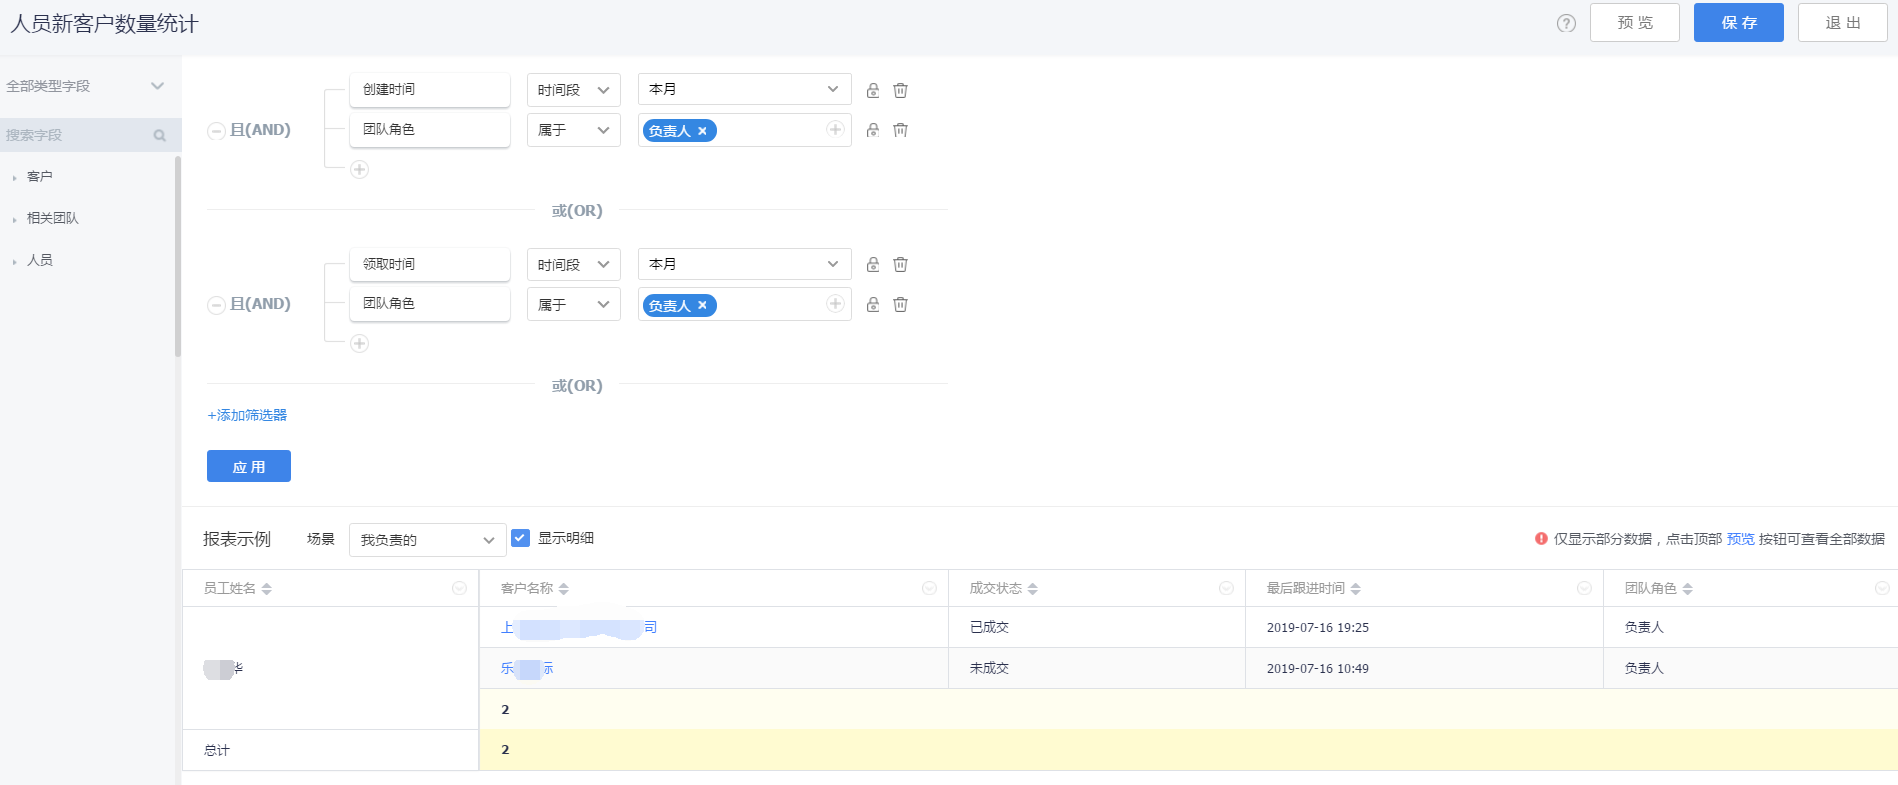 人员新客户数量统计
? 预 览 保 存 退 出
全部类型字段
搜索字段
客户
相关团队
人员
且(AND)
创建时间 时间段 本月
团队角色 属于 负责人 ×
或(OR)
且(AND)
领取时间 时间段 本月
团队角色 属于 负责人 ×
或(OR)
+添加筛选器
应 用
报表示例 场景 我负责的 显示明细 仅显示部分数据，点击顶部 预览 按钮可查看全部数据
员工姓名 客户名称 成交状态 最后跟进时间 团队角色
上 司 已成交 2019-07-16 19:25 负责人
乐 未成交 2019-07-16 10:49 负责人
2
总计 2